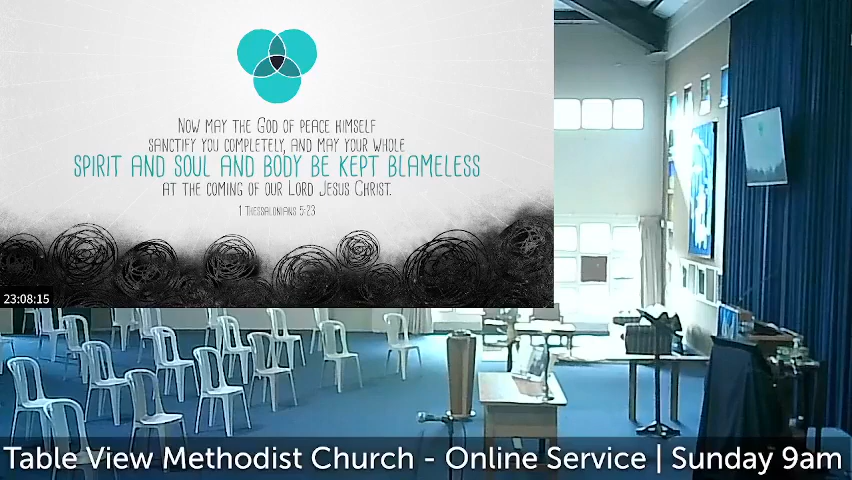 Now may the God of peace himself
sanctify you completely, and may your whole
spirit and soul and body be kept blameless
at the coming of our Lord Jesus Christ.
1 Thessalonians 5:23
23:08:15
Table View Methodist Church - Online Service | Sunday 9am